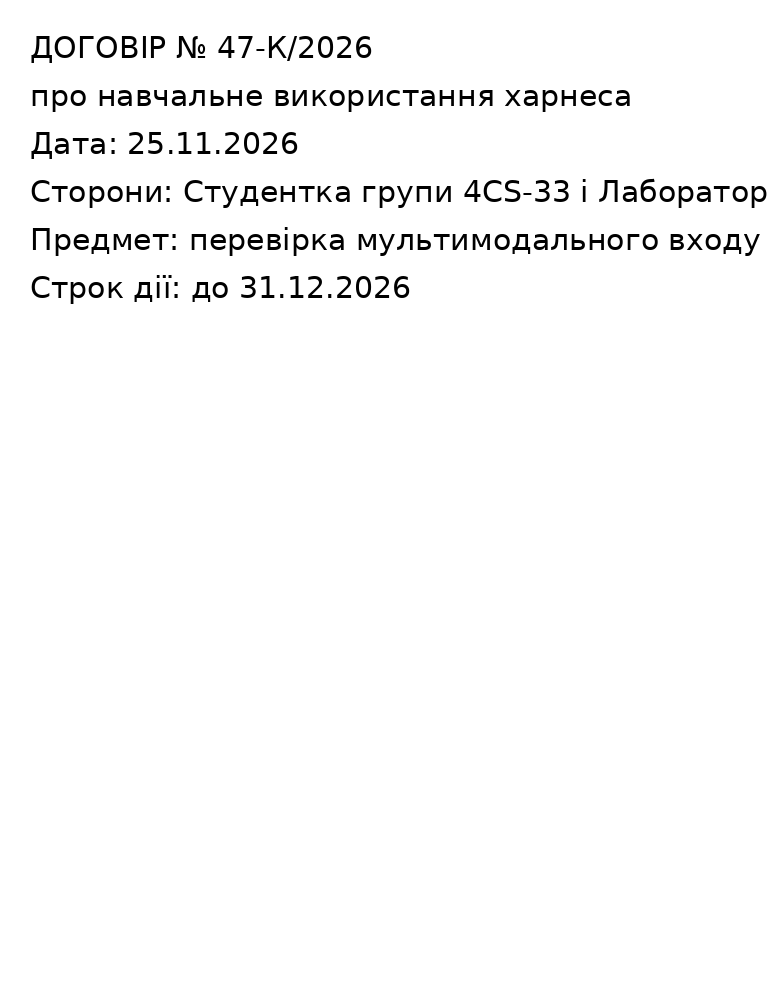 ДОГОВІР № 47-К/2026
про навчальне використання харнеса
Дата: 25.11.2026
Сторони: Студентка групи 4CS-33 і Лаборатор
Предмет: перевірка мультимодального входу
Строк дії: до 31.12.2026